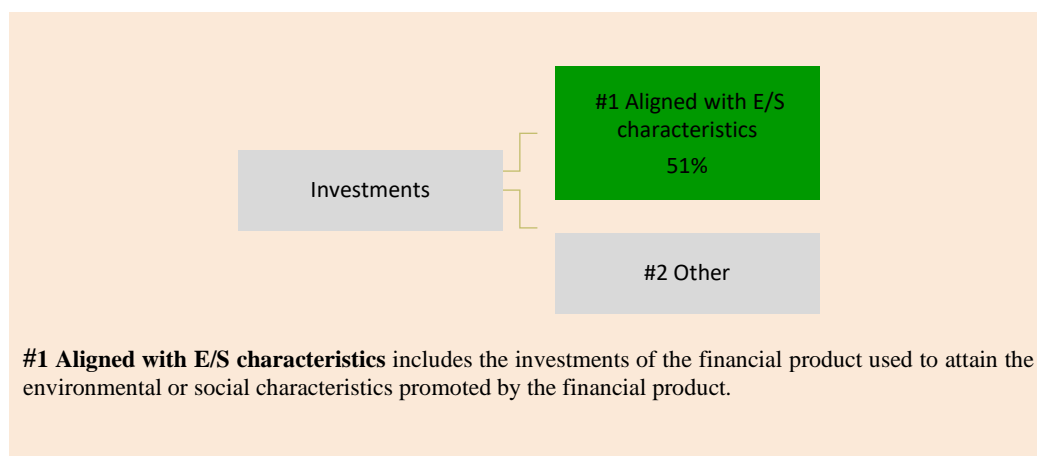 #1 Aligned with E/S
characteristics
51%
Investments
#2 Other
#1 Aligned with E/S characteristics includes the investments of the financial product used to attain the
environmental or social characteristics promoted by the financial product.